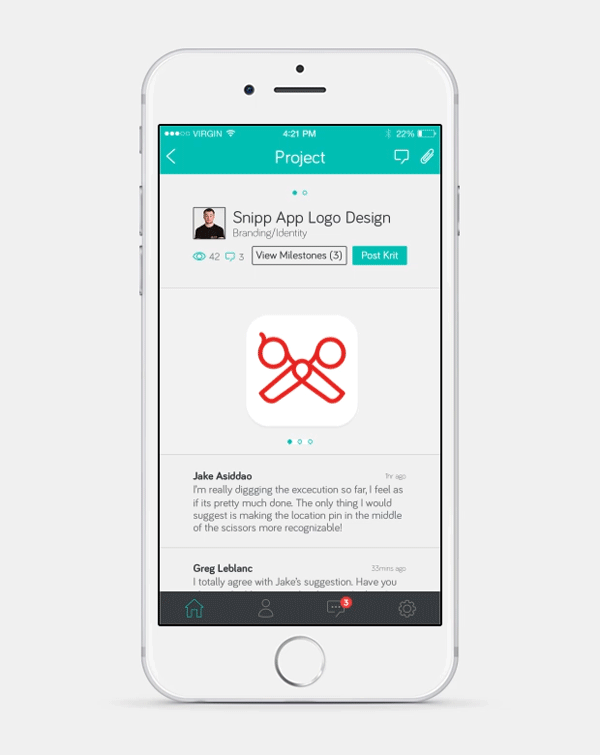 VIRGIN 4:21 PM 22%
Project
Snipp App Logo Design
Branding/Identity
42 3 View Milestones (3) Post Krit
Jake Asiddao 1hr ago
I'm really diggging the excecution so far, I feel as
if its pretty much done. The only thing I would
suggest is making the location pin in the middle
of the scissors more recognizable!
Greg Leblanc 33mins ago
I totally agree with Jake's suggestion. Have you
3